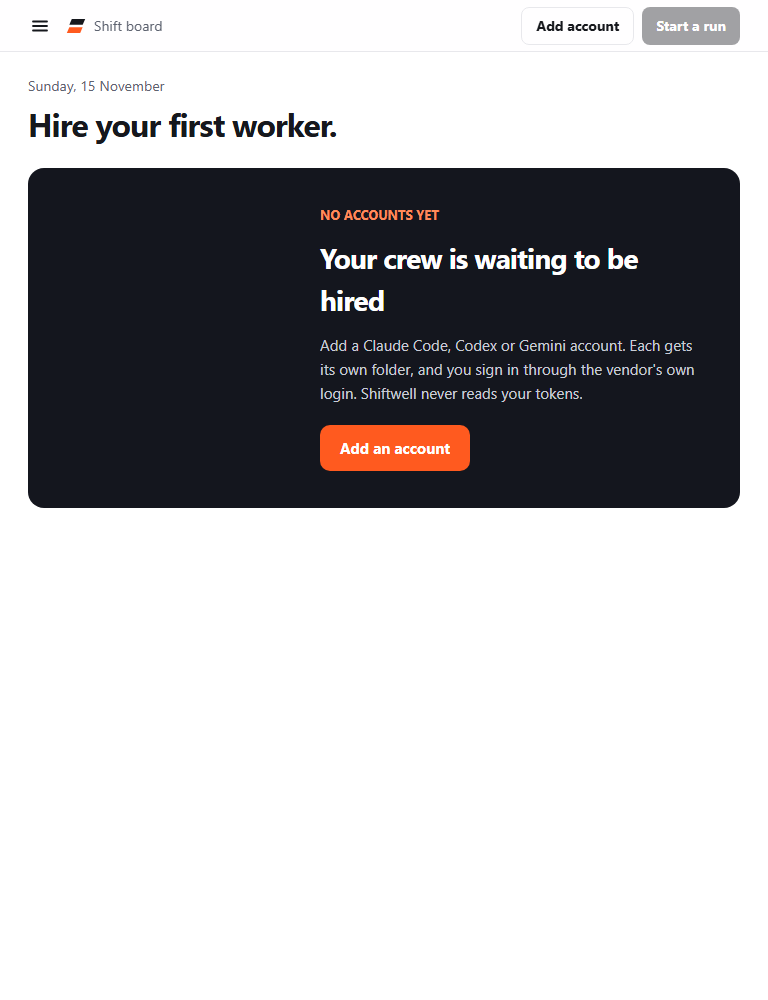 Shift board
Add account
Start a run
Sunday, 15 November
Hire your first worker.
NO ACCOUNTS YET
Your crew is waiting to be
hired
Add a Claude Code, Codex or Gemini account. Each gets
its own folder, and you sign in through the vendor's own
login. Shiftwell never reads your tokens.
Add an account